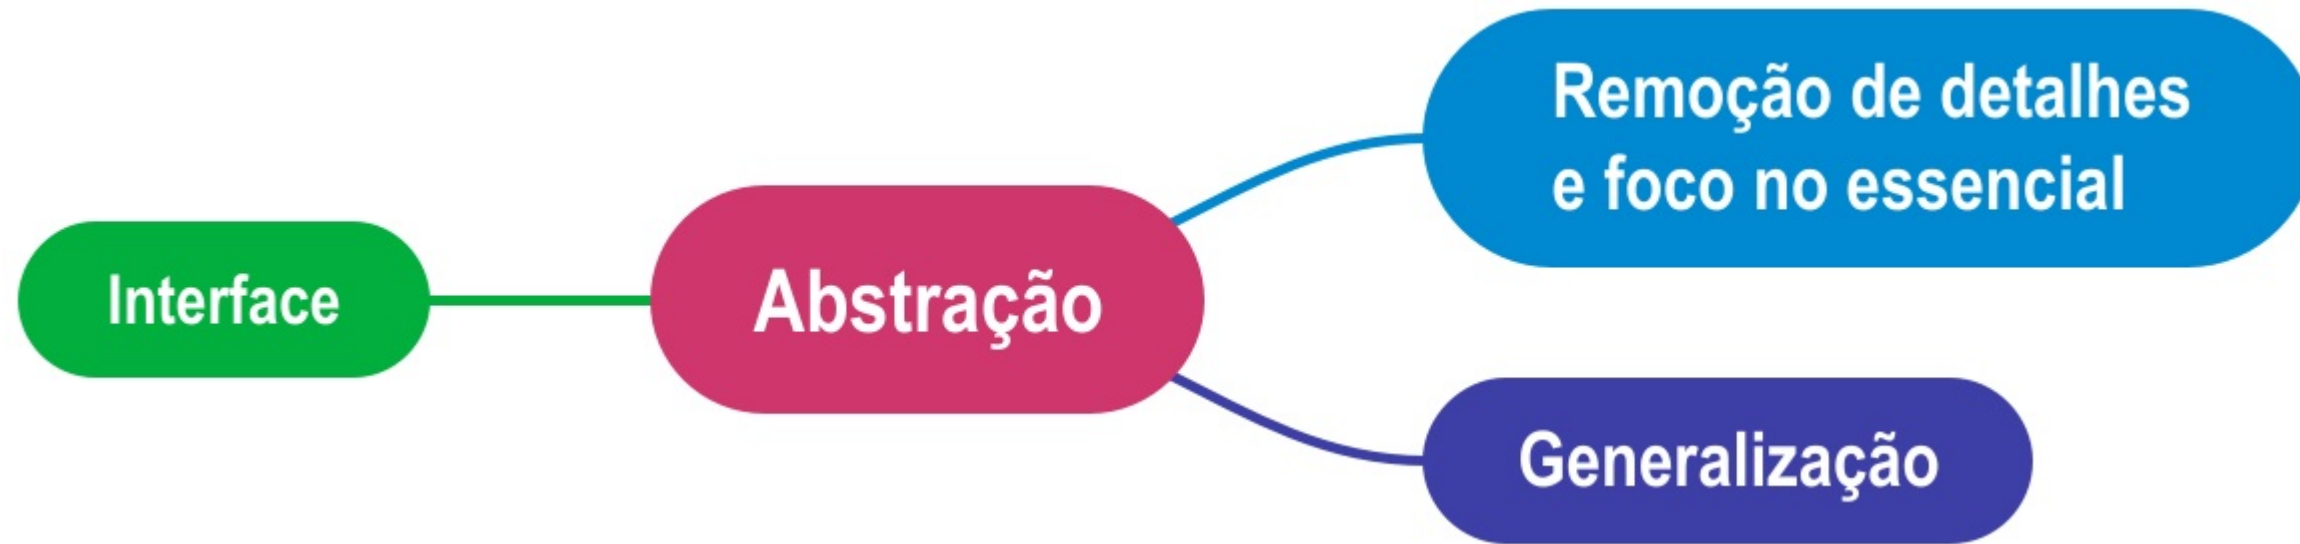 Interface
Abstração
Remoção de detalhes
e foco no essencial
Generalização